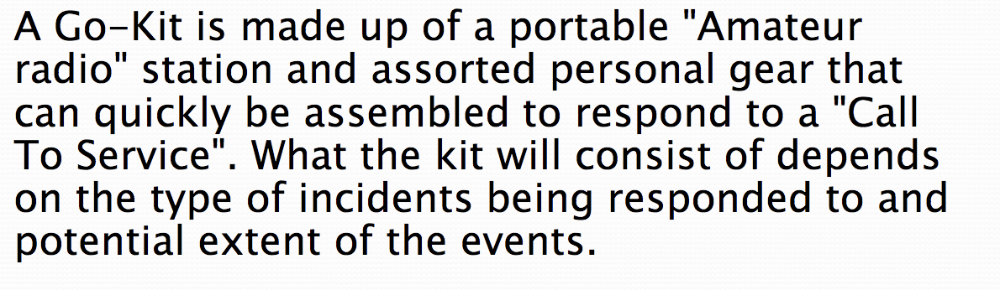 A Go-Kit is made up of a portable "Amateur
radio" station and assorted personal gear that
can quickly be assembled to respond to a "Call
To Service". What the kit will consist of depends
on the type of incidents being responded to and
potential extent of the events.